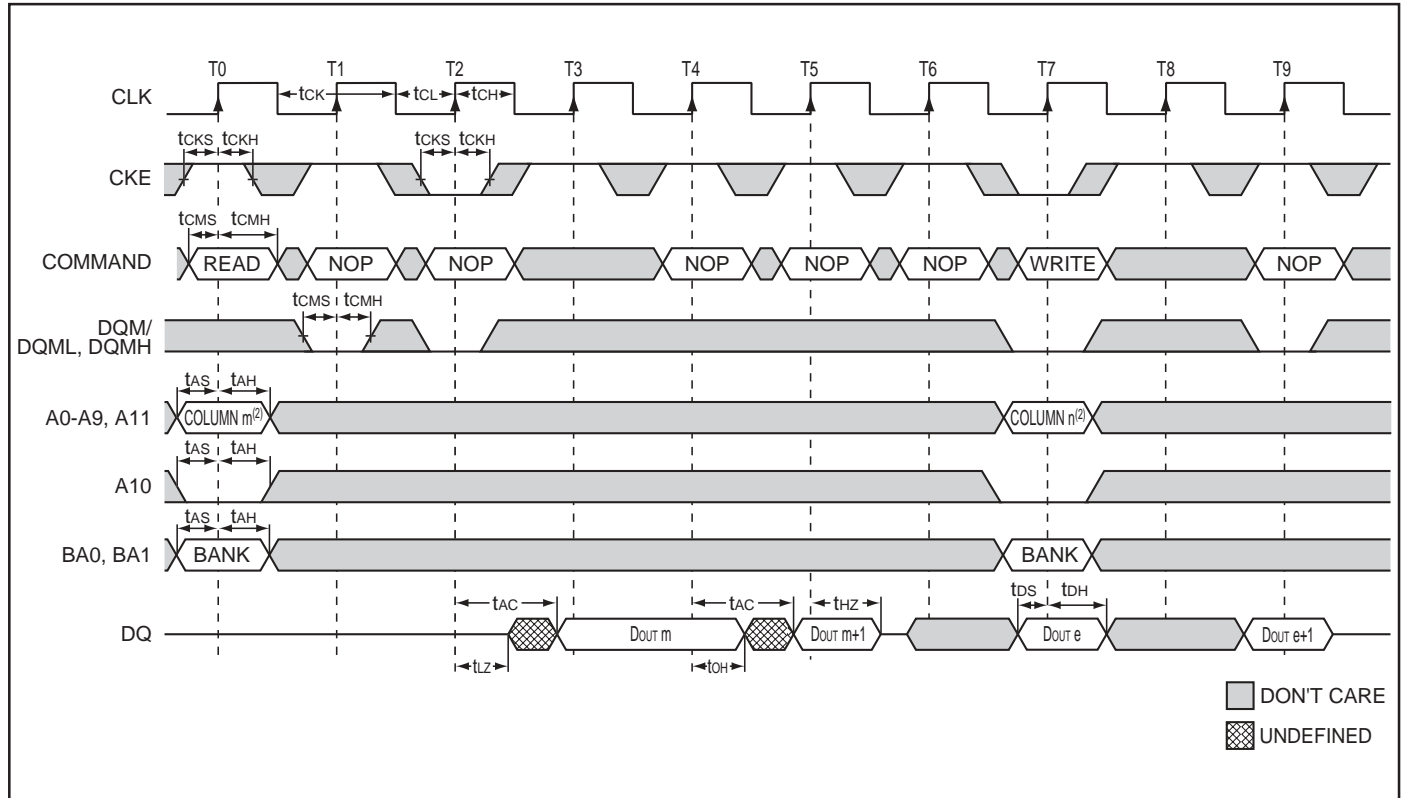 T0 T1 T2 T3 T4 T5 T6 T7 T8 T9
CLK tCK tCL tCH
tCKS tCKH tCKS tCKH
CKE
tCMS tCMH
COMMAND READ NOP NOP NOP NOP NOP WRITE NOP
tCMS tCMH
DQM/
DQML, DQMH
tAS tAH
A0-A9, A11 COLUMN m(2) COLUMN n(2)
tAS tAH
A10
tAS tAH
BA0, BA1 BANK BANK
tAC tAC tHZ tDS tDH
DQ DOUT m DOUT m+1 DOUT e DOUT e+1
tLZ tOH
DON'T CARE
UNDEFINED